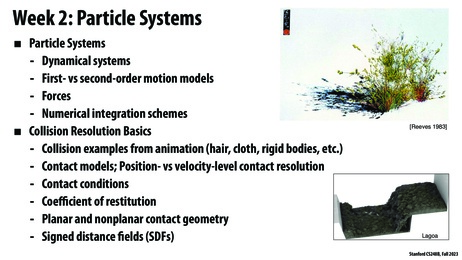 Week 2: Particle Systems
Particle Systems
- Dynamical systems
- First- vs second-order motion models
- Forces
- Numerical integration schemes
Collision Resolution Basics
- Collision examples from animation (hair, cloth, rigid bodies, etc.)
- Contact models; Position- vs velocity-level contact resolution
- Contact conditions
- Coefficient of restitution
- Planar and nonplanar contact geometry
- Signed distance fields (SDFs)
[Reeves 1983]
Lagoa
Stanford CS248B, Fall 2023